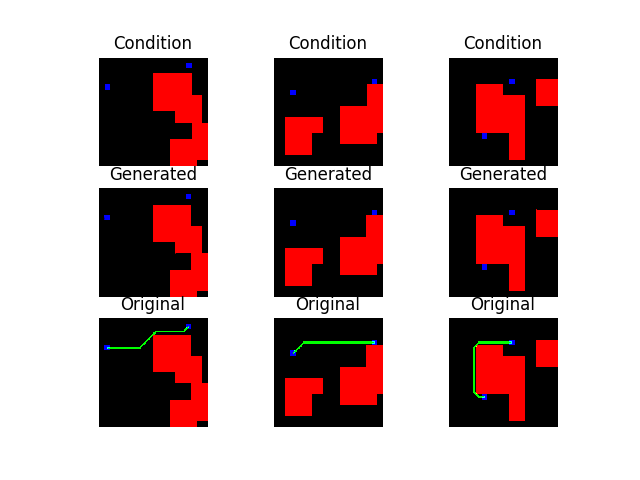 Condition Condition Condition
Generated Generated Generated
Original Original Original